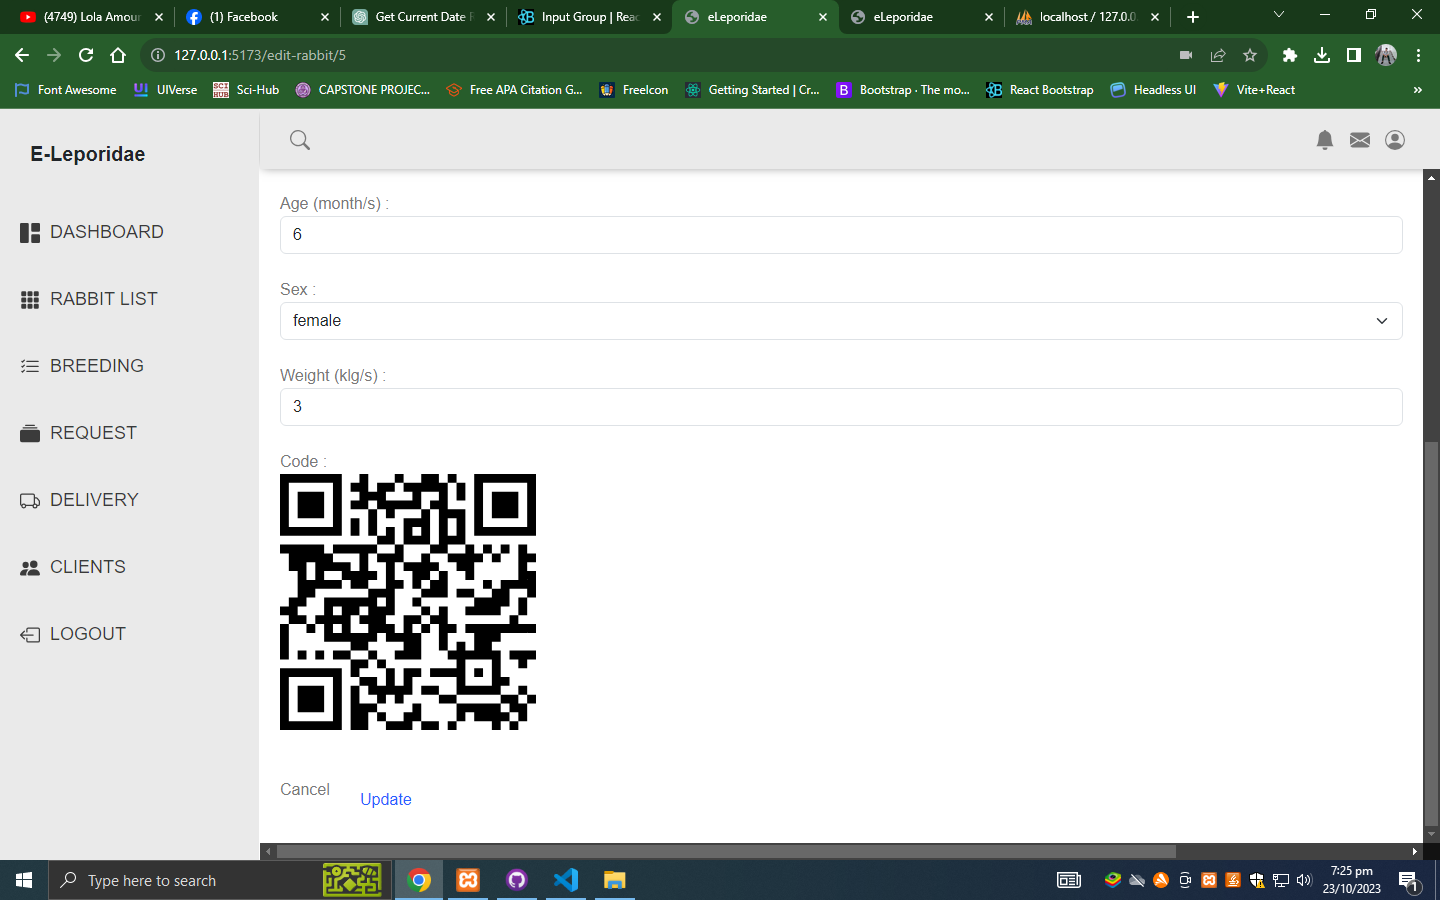 (4749) Lola Amour
(1) Facebook
Get Current Date R
Input Group | Reac
eLeporidae
eLeporidae
localhost / 127.0.0.
127.0.0.1:5173/edit-rabbit/5
Font Awesome
UIVerse
SCI
HUB
Sci-Hub
CAPSTONE PROJEC...
Free APA Citation G...
FreeIcon
Getting Started | Cr...
B
Bootstrap · The mo...
React Bootstrap
Headless UI
Vite+React
»
E-Leporidae
DASHBOARD
RABBIT LIST
BREEDING
REQUEST
DELIVERY
CLIENTS
LOGOUT
Age (month/s) :
6
Sex :
female
Weight (klg/s) :
3
Code :
Cancel
Update
Type here to search
7:25 pm
23/10/2023
1